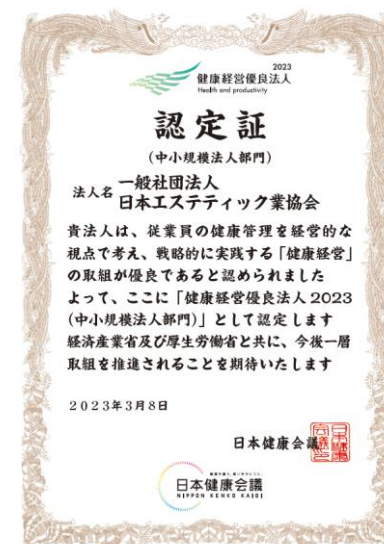 2023
健康経営優良法人
Health and productivity
認定証
(中小規模法人部門)
法人名 一般社団法人
日本エステティック業協会
貴法人は、従業員の健康管理を経営的な
視点で考え、戦略的に実践する「健康経営」
の取組が優良であると認められました
よって、ここに「健康経営優良法人2023
(中小規模法人部門)」として認定します
経済産業省及び厚生労働省と共に、今後一層
取組を推進されることを期待いたします
2023年3月8日
日本健康会議
日本健康会議
NIPPON KENKO KAIGI